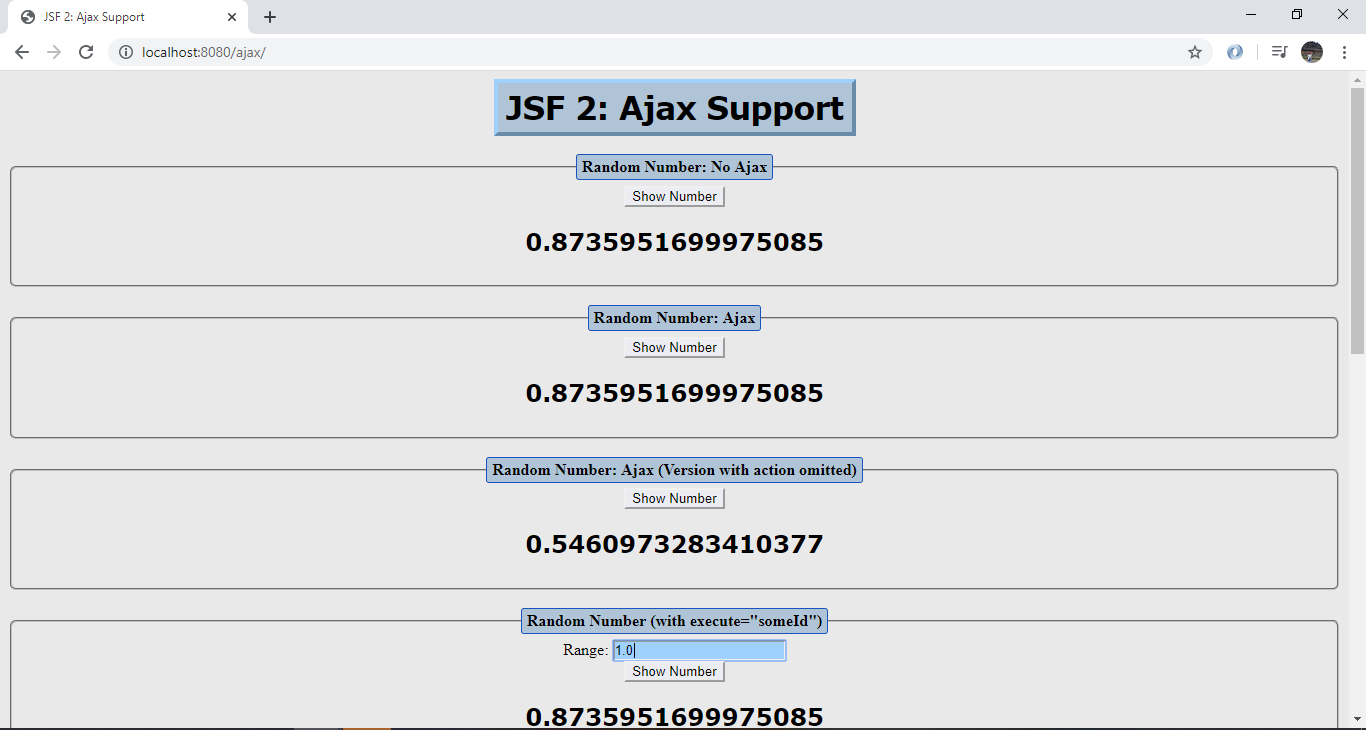 JSF 2: Ajax Support
localhost:8080/ajax/
JSF 2: Ajax Support
Random Number: No Ajax
Show Number
0.8735951699975085
Random Number: Ajax
Show Number
0.8735951699975085
Random Number: Ajax (Version with action omitted)
Show Number
0.5460973283410377
Random Number (with execute="someId")
Range: 1.0
Show Number
0.8735951699975085